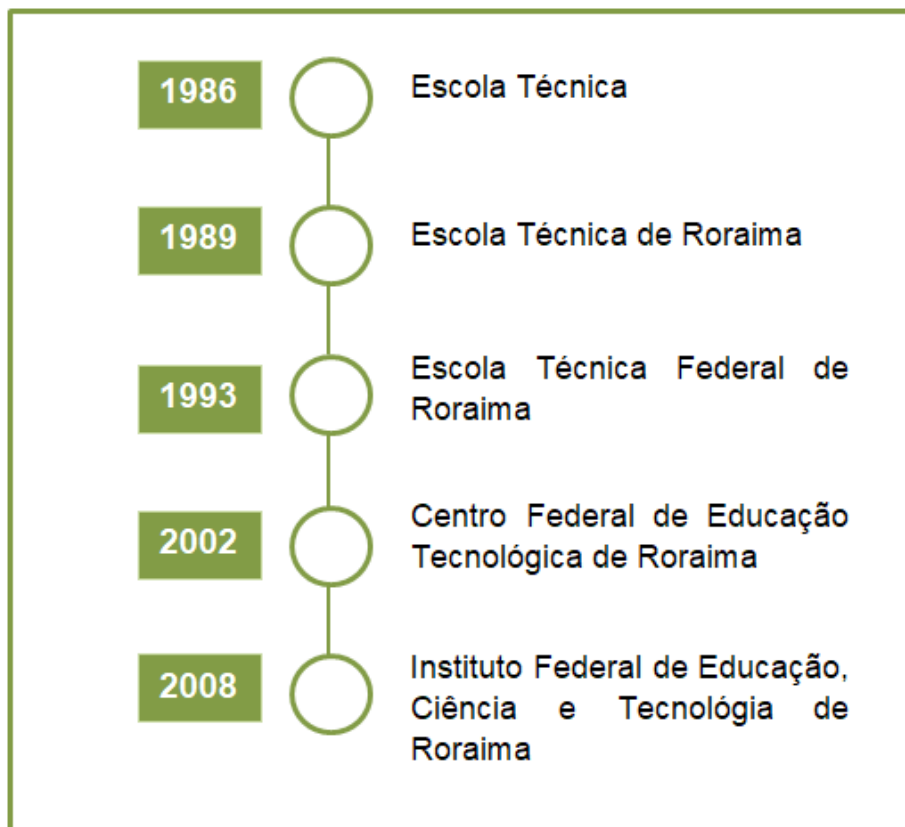 1986
Escola Técnica
1989
Escola Técnica de Roraima
1993
Escola Técnica Federal de
Roraima
2002
Centro Federal de Educação
Tecnológica de Roraima
2008
Instituto Federal de Educação,
Ciência e Tecnológia de
Roraima